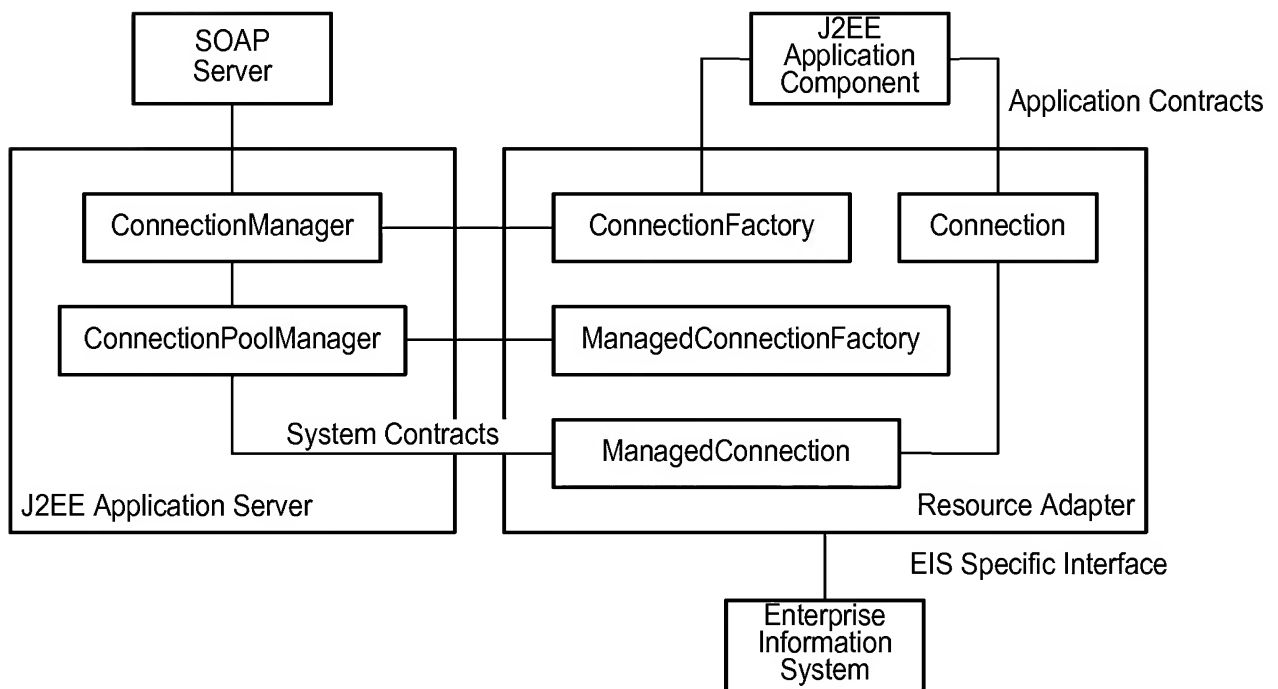 SOAP
Server
J2EE
Application
Component
Application Contracts
ConnectionManager
ConnectionFactory
Connection
ConnectionPoolManager
ManagedConnectionFactory
System Contracts
ManagedConnection
J2EE Application Server
Resource Adapter
EIS Specific Interface
Enterprise
Information
System